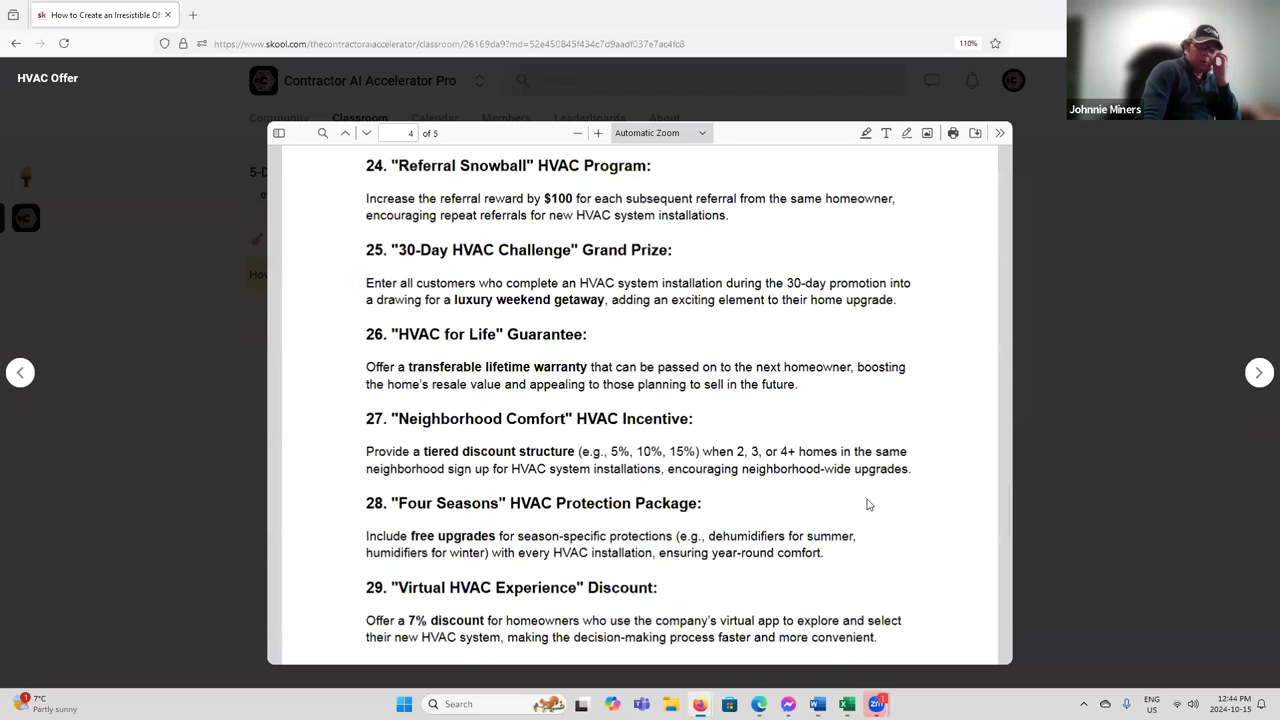 How to Create an Irresistible Of
https://www.skool.com/thecontractoraiaccelerator/classroom/26169da9?md=52e450845f434c7d9aadf037e7ac4fc8
110%
HVAC Offer
Contractor AI Accelerator Pro
Johnnie Miners
Community Classroom Calendar Members Leaderboards About
4 of 5
Automatic Zoom
5-D
How
24. "Referral Snowball" HVAC Program:
Increase the referral reward by $100 for each subsequent referral from the same homeowner,
encouraging repeat referrals for new HVAC system installations.
25. "30-Day HVAC Challenge" Grand Prize:
Enter all customers who complete an HVAC system installation during the 30-day promotion into
a drawing for a luxury weekend getaway, adding an exciting element to their home upgrade.
26. "HVAC for Life" Guarantee:
Offer a transferable lifetime warranty that can be passed on to the next homeowner, boosting
the home's resale value and appealing to those planning to sell in the future.
27. "Neighborhood Comfort" HVAC Incentive:
Provide a tiered discount structure (e.g., 5%, 10%, 15%) when 2, 3, or 4+ homes in the same
neighborhood sign up for HVAC system installations, encouraging neighborhood-wide upgrades.
28. "Four Seasons" HVAC Protection Package:
Include free upgrades for season-specific protections (e.g., dehumidifiers for summer,
humidifiers for winter) with every HVAC installation, ensuring year-round comfort.
29. "Virtual HVAC Experience" Discount:
Offer a 7% discount for homeowners who use the company's virtual app to explore and select
their new HVAC system, making the decision-making process faster and more convenient.
1
7°C
Partly sunny
Search
ENG
US
12:44 PM
2024-10-15